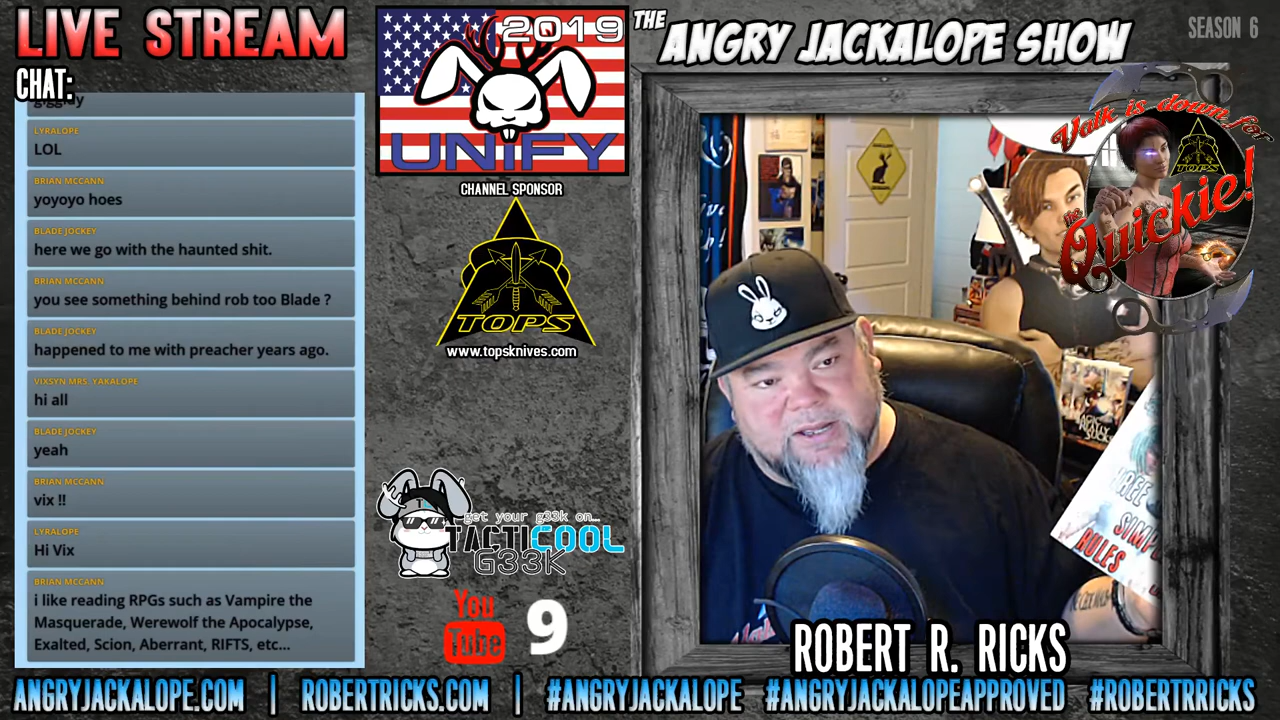 LIVE STREAM
CHAT:
LYRALOPE
LOL
BRIAN MCCANN
yoyoyo hoes
BLADE JOCKEY
here we go with the haunted shit.
BRIAN MCCANN
you see something behind rob too Blade ?
BLADE JOCKEY
happened to me with preacher years ago.
VIXSYN MRS. YAKALOPE
hi all
BLADE JOCKEY
yeah
BRIAN MCCANN
vix !!
LYRALOPE
Hi Vix
BRIAN MCCANN
i like reading RPGs such as Vampire the
Masquerade, Werewolf the Apocalypse,
Exalted, Scion, Aberrant, RIFTS, etc...
2019
UNIFY
CHANNEL SPONSOR
TOPS
www.topsknives.com
get your g33k on...
TACTICOOL
G33K
You
Tube
9
THE
ANGRY JACKALOPE SHOW
SEASON 6
Valk is down for
TOPS
the
Quickie!
REALLY
SUCK
FREE
RULES
ROBERT R. RICKS
ANGRYJACKALOPE.COM | ROBERTRICKS.COM | #ANGRYJACKALOPE #ANGRYJACKALOPEAPPROVED #ROBERTRRICKS